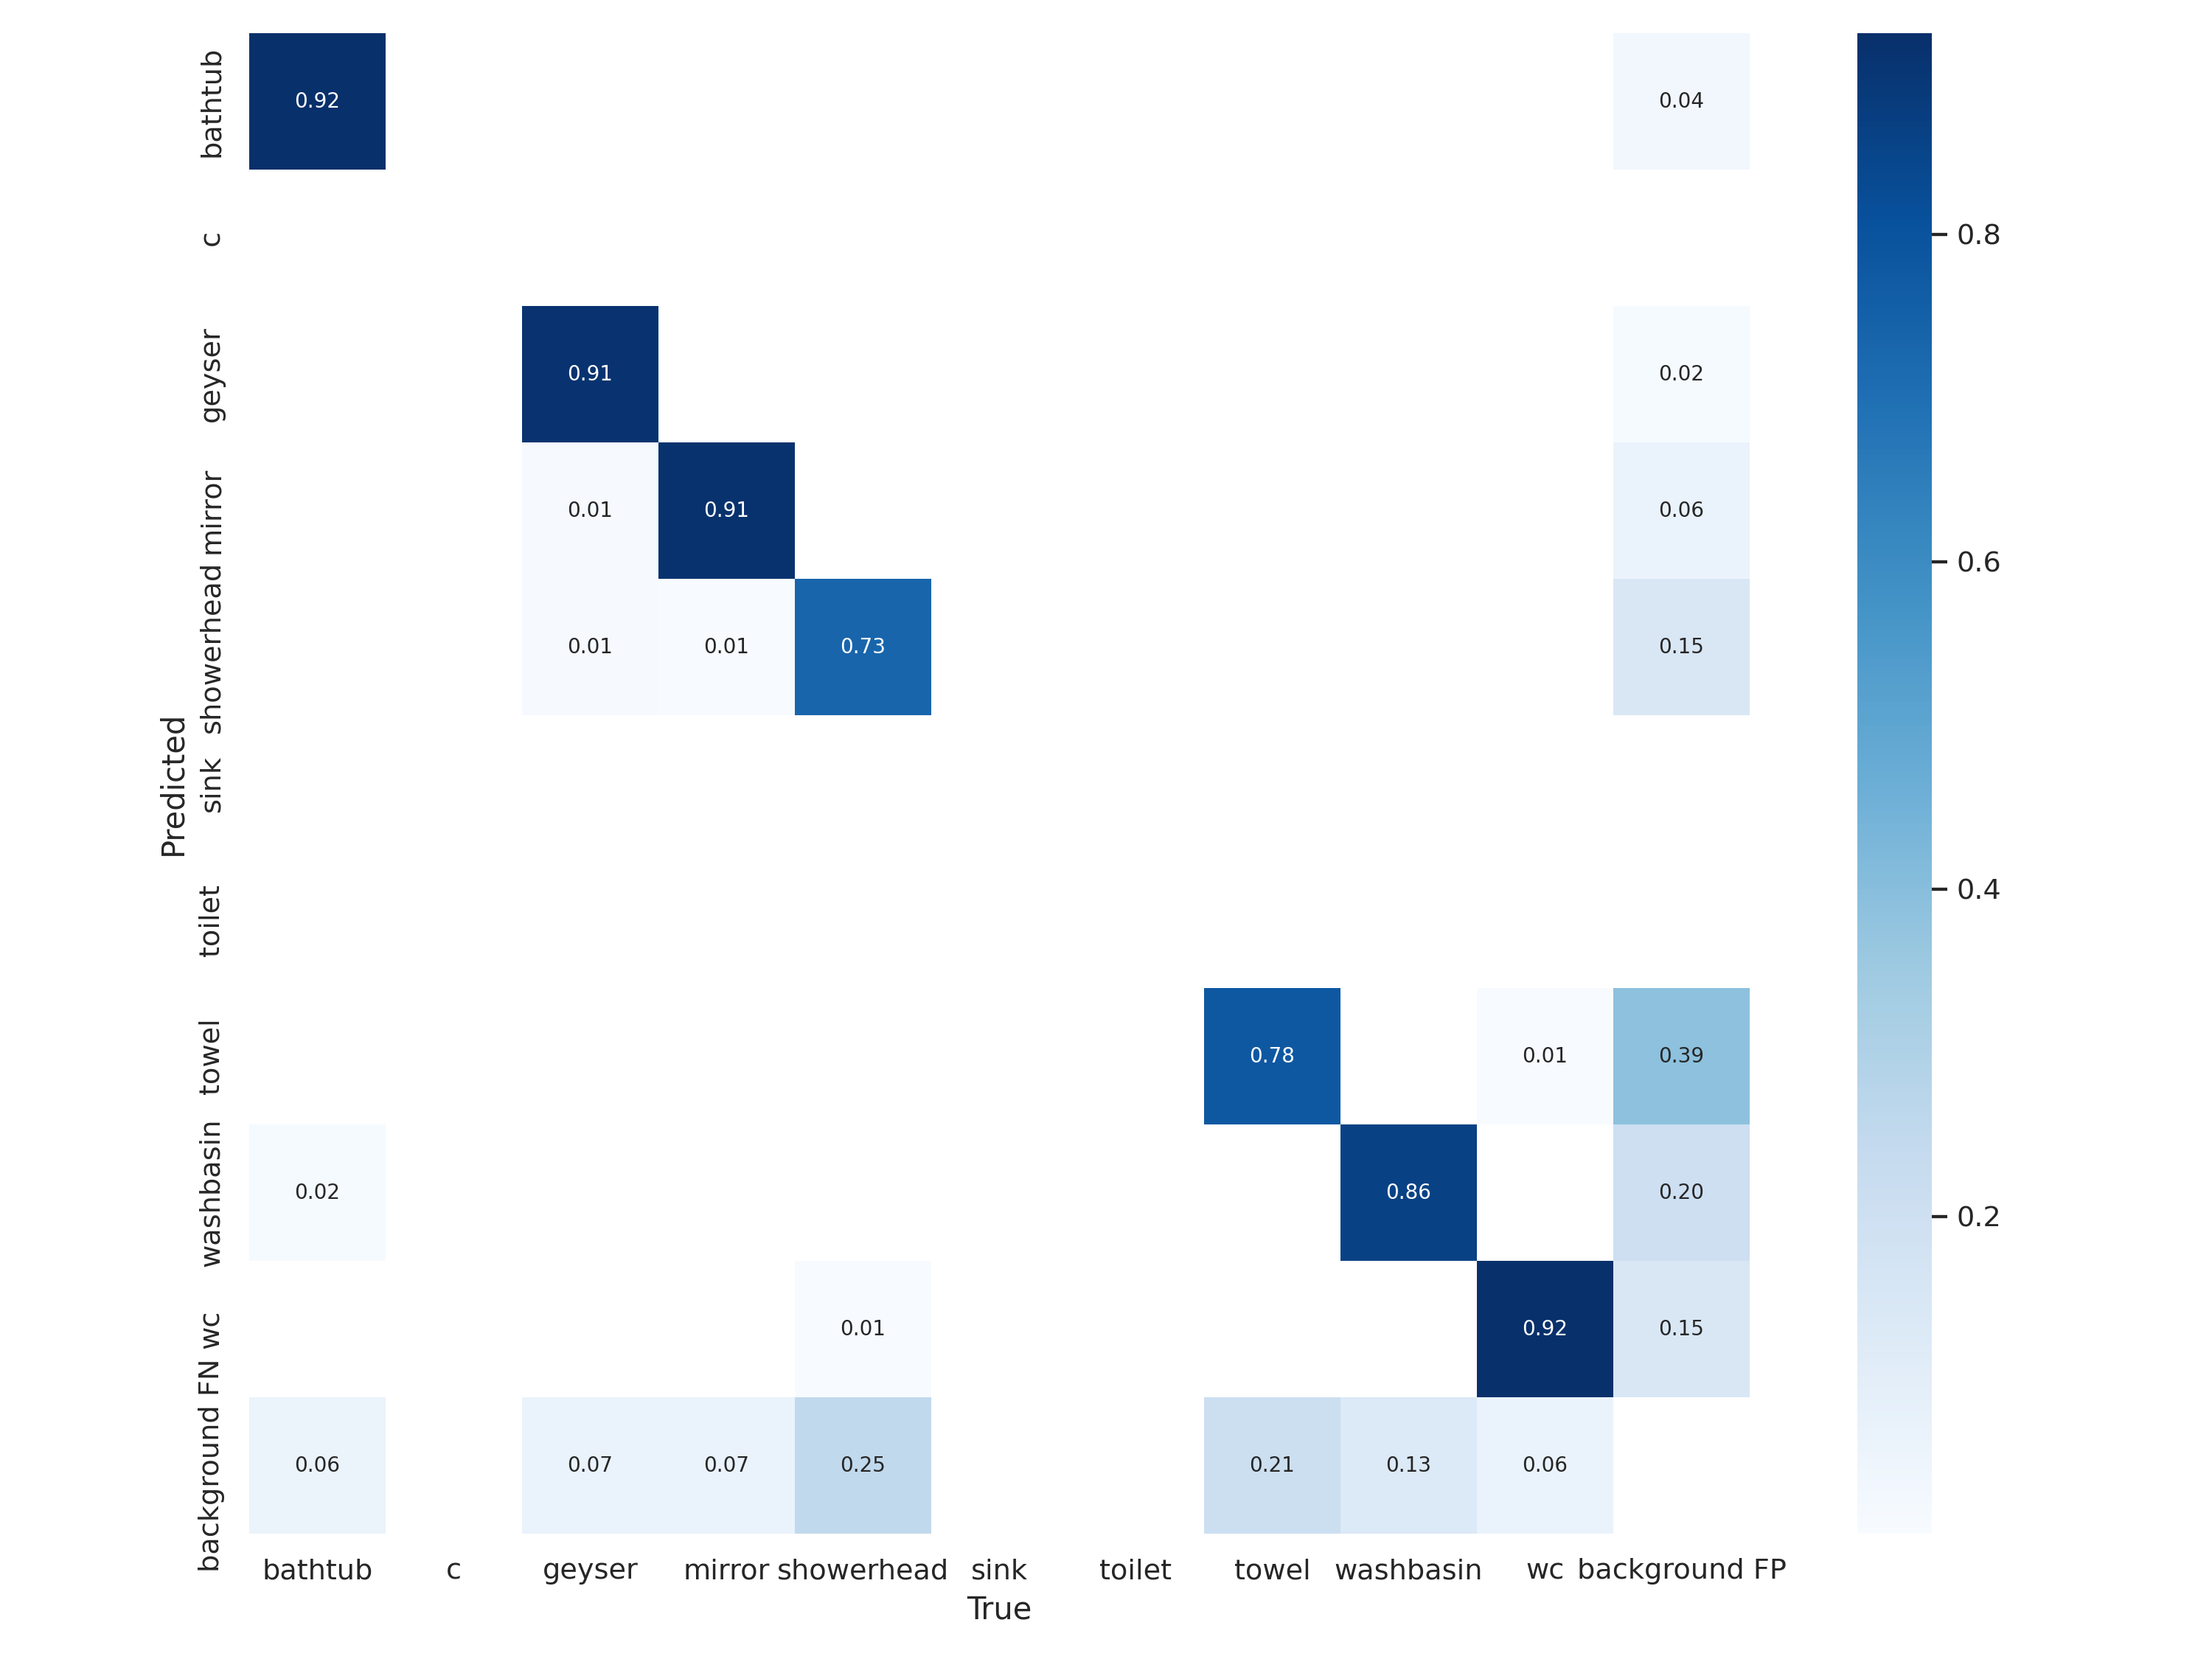 Predicted
bathtub 0.92 0.04
c
geyser 0.91 0.02
mirror 0.01 0.91 0.06
showerhead 0.01 0.01 0.73 0.15
sink
toilet
towel 0.78 0.01 0.39
washbasin 0.02 0.86 0.20
wc 0.01 0.92 0.15
background FN 0.06 0.07 0.07 0.25 0.21 0.13 0.06
bathtub c geyser mirror showerhead sink toilet towel washbasin wc background FP
True
0.8
0.6
0.4
0.2